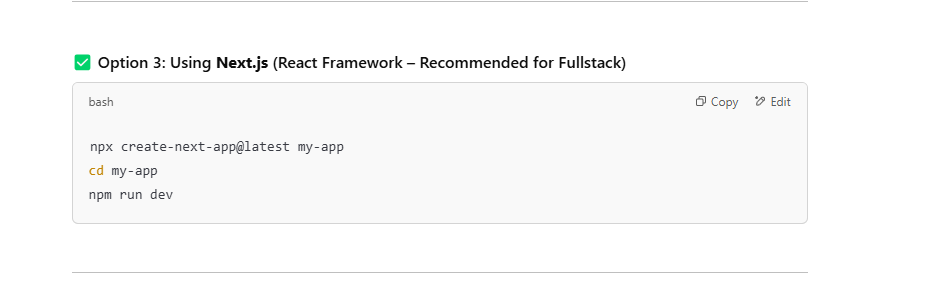 ✅ Option 3: Using Next.js (React Framework – Recommended for Fullstack)
bash Copy Edit
npx create-next-app@latest my-app
cd my-app
npm run dev